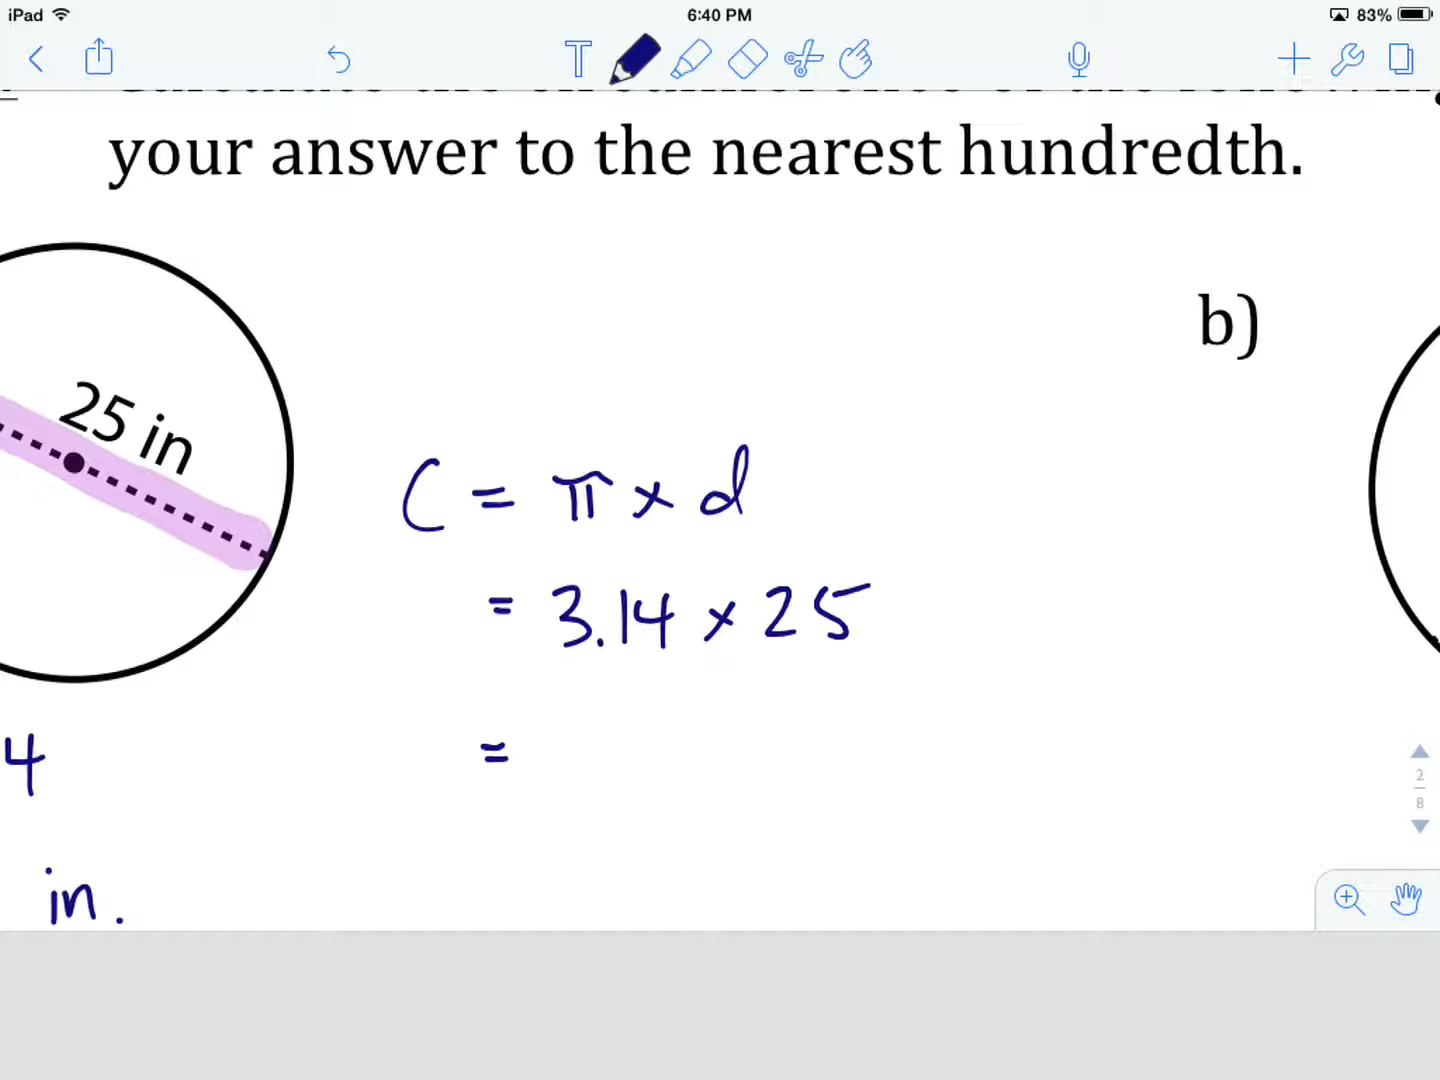 iPad 6:40 PM 83%
T
your answer to the nearest hundredth.
b)
25 in
C = π × d
= 3.14 × 25
=
4
in.
2
8